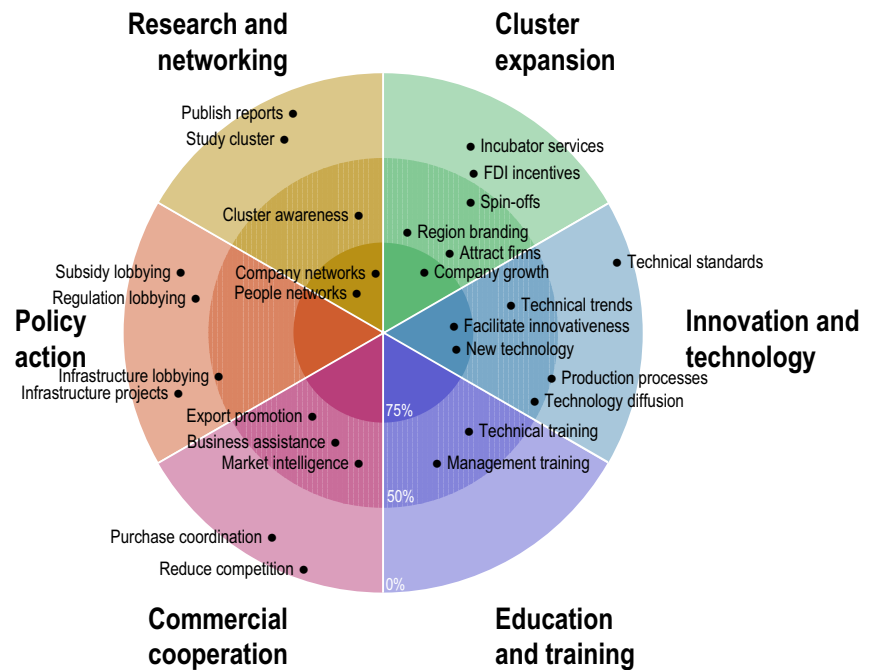 Research and
networking
Cluster
expansion
Publish reports
Study cluster
Incubator services
FDI incentives
Spin-offs
Cluster awareness
Region branding
Attract firms
Company networks
Company growth
People networks
Technical standards
Subsidy lobbying
Regulation lobbying
Technical trends
Facilitate innovativeness
New technology
Policy
action
Innovation and
technology
Infrastructure lobbying
Infrastructure projects
Production processes
Technology diffusion
75%
Export promotion
Business assistance
Market intelligence
Technical training
Management training
50%
Purchase coordination
Reduce competition
0%
Commercial
cooperation
Education
and training